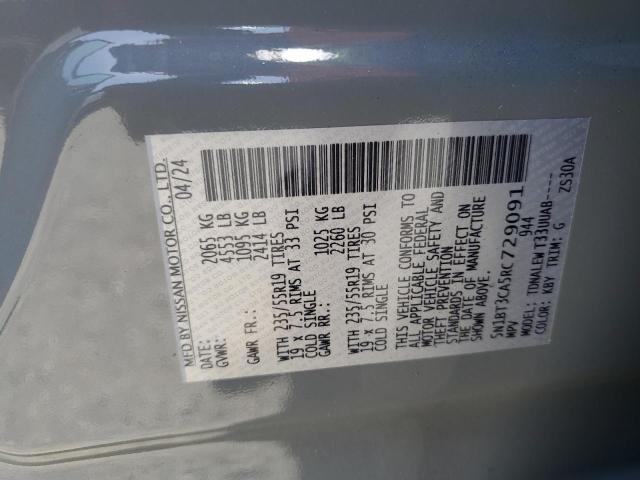 MFD BY NISSAN MOTOR CO., LTD.
DATE: 04/24
GVWR: 2065 KG
4553 LB
GAWR FR.: 1095 KG
2414 LB
WITH 235/55R19 TIRES
19 X 7.5 RIMS AT 33 PSI
COLD SINGLE
GAWR RR.: 1025 KG
2260 LB
WITH 235/55R19 TIRES
19 X 7.5 RIMS AT 30 PSI
COLD SINGLE
THIS VEHICLE CONFORMS TO
ALL APPLICABLE FEDERAL
MOTOR VEHICLE SAFETY AND
THEFT PREVENTION
STANDARDS IN EFFECT ON
THE DATE OF MANUFACTURE
SHOWN ABOVE.
5N1BT3CA5RC729091
MPV 944
MODEL: TDNALEW T33UUAB----
COLOR: KBY TRIM: G ZS30A